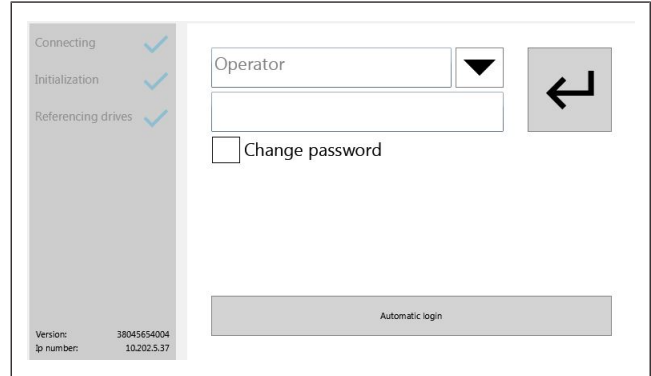 Connecting
Initialization
Referencing drives
Operator
Change password
Automatic login
Version: 38045654004
Ip number: 10.202.5.37